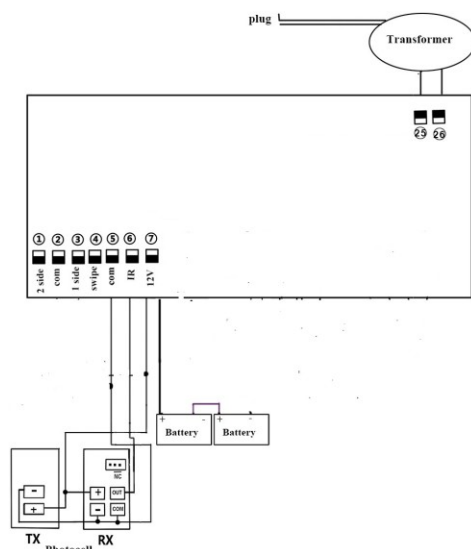 plug
Transformer
㉕ ㉖
① ② ③ ④ ⑤ ⑥ ⑦
2 side com 1 side swipe com IR 12V
+ - + -
Battery Battery
NC
- + OUT
+ - COM
TX RX